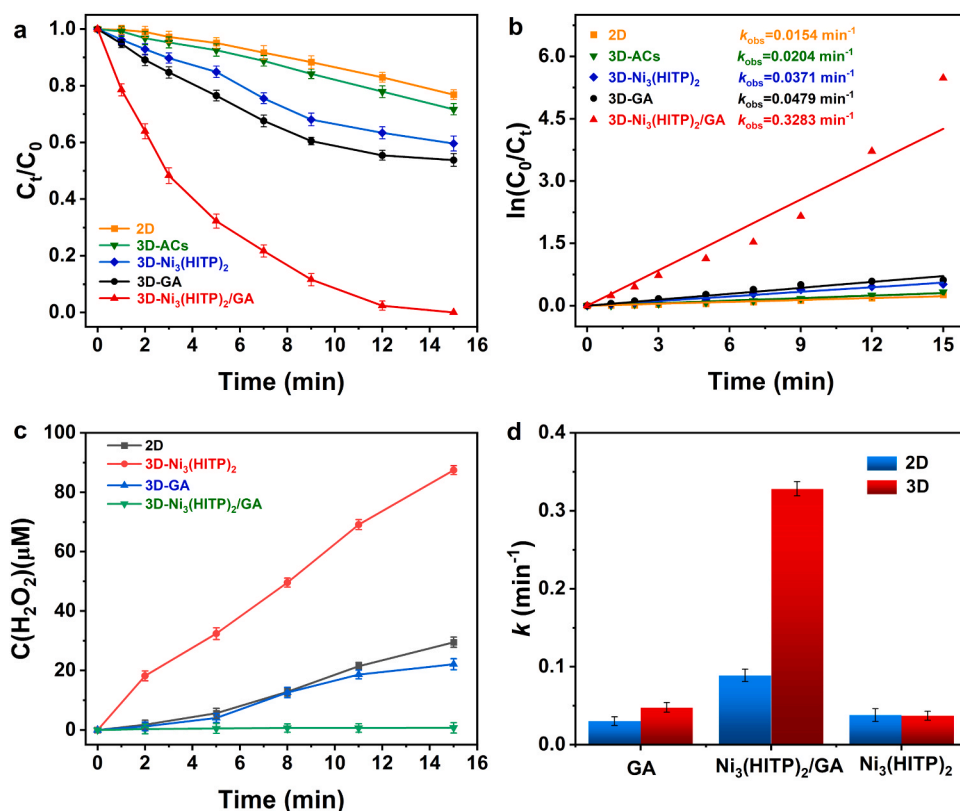 a
1.0
0.8
0.6
0.4
0.2
0.0
Ct/C0
2D
3D-ACs
3D-Ni3(HITP)2
3D-GA
3D-Ni3(HITP)2/GA
0 2 4 6 8 10 12 14 16
Time (min)
b
6.0
4.5
3.0
1.5
0.0
ln(C0/Ct)
2D kobs=0.0154 min-1
3D-ACs kobs=0.0204 min-1
3D-Ni3(HITP)2 kobs=0.0371 min-1
3D-GA kobs=0.0479 min-1
3D-Ni3(HITP)2/GA kobs=0.3283 min-1
0 3 6 9 12 15
Time (min)
c
100
80
60
40
20
0
C(H2O2)(μM)
2D
3D-Ni3(HITP)2
3D-GA
3D-Ni3(HITP)2/GA
0 2 4 6 8 10 12 14 16
Time (min)
d
0.4
0.3
0.2
0.1
0.0
k (min-1)
2D
3D
GA Ni3(HITP)2/GA Ni3(HITP)2